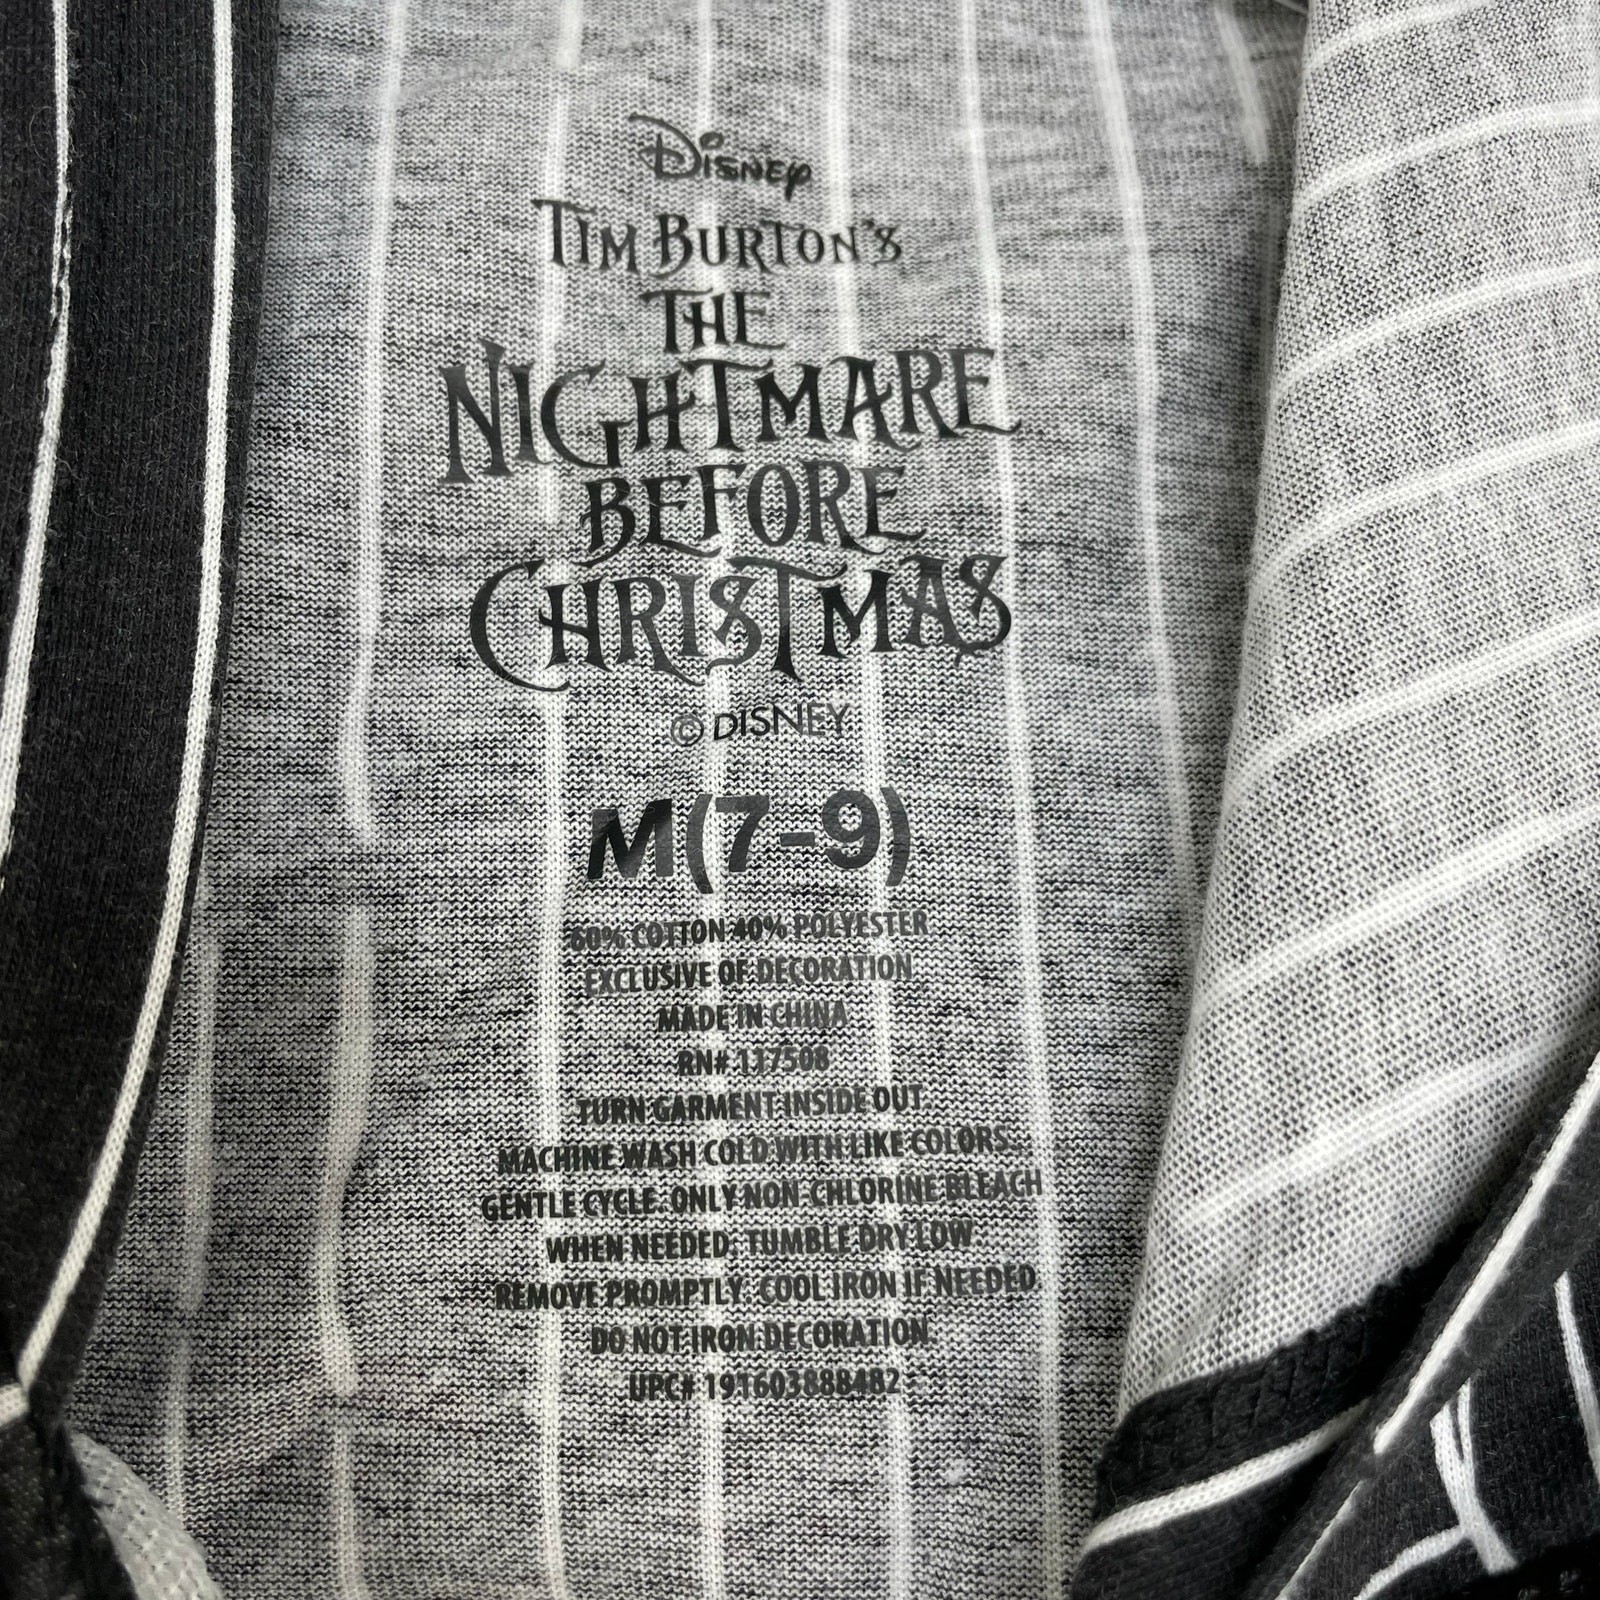 Disney
TIM BURTON'S
THE
NIGHTMARE
BEFORE
CHRISTMAS
© DISNEY
M(7-9)
60% COTTON 40% POLYESTER
EXCLUSIVE OF DECORATION
MADE IN CHINA
RN# 117508
TURN GARMENT INSIDE OUT.
MACHINE WASH COLD WITH LIKE COLORS.
GENTLE CYCLE. ONLY NON-CHLORINE BLEACH
WHEN NEEDED. TUMBLE DRY LOW.
REMOVE PROMPTLY. COOL IRON IF NEEDED.
DO NOT IRON DECORATION.
UPC# 191603888482